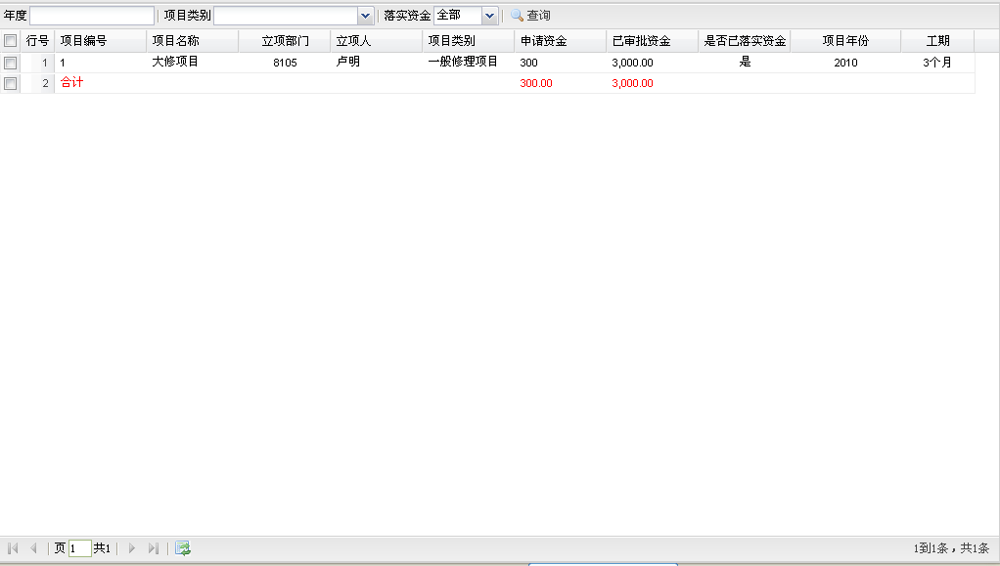 年度 项目类别 落实资金 全部 查询
行号 项目编号 项目名称 立项部门 立项人 项目类别 申请资金 已审批资金 是否已落实资金 项目年份 工期
1 1 大修项目 8105 卢明 一般修理项目 300 3,000.00 是 2010 3个月
2 合计 300.00 3,000.00
页 1 共1 1到1条，共1条